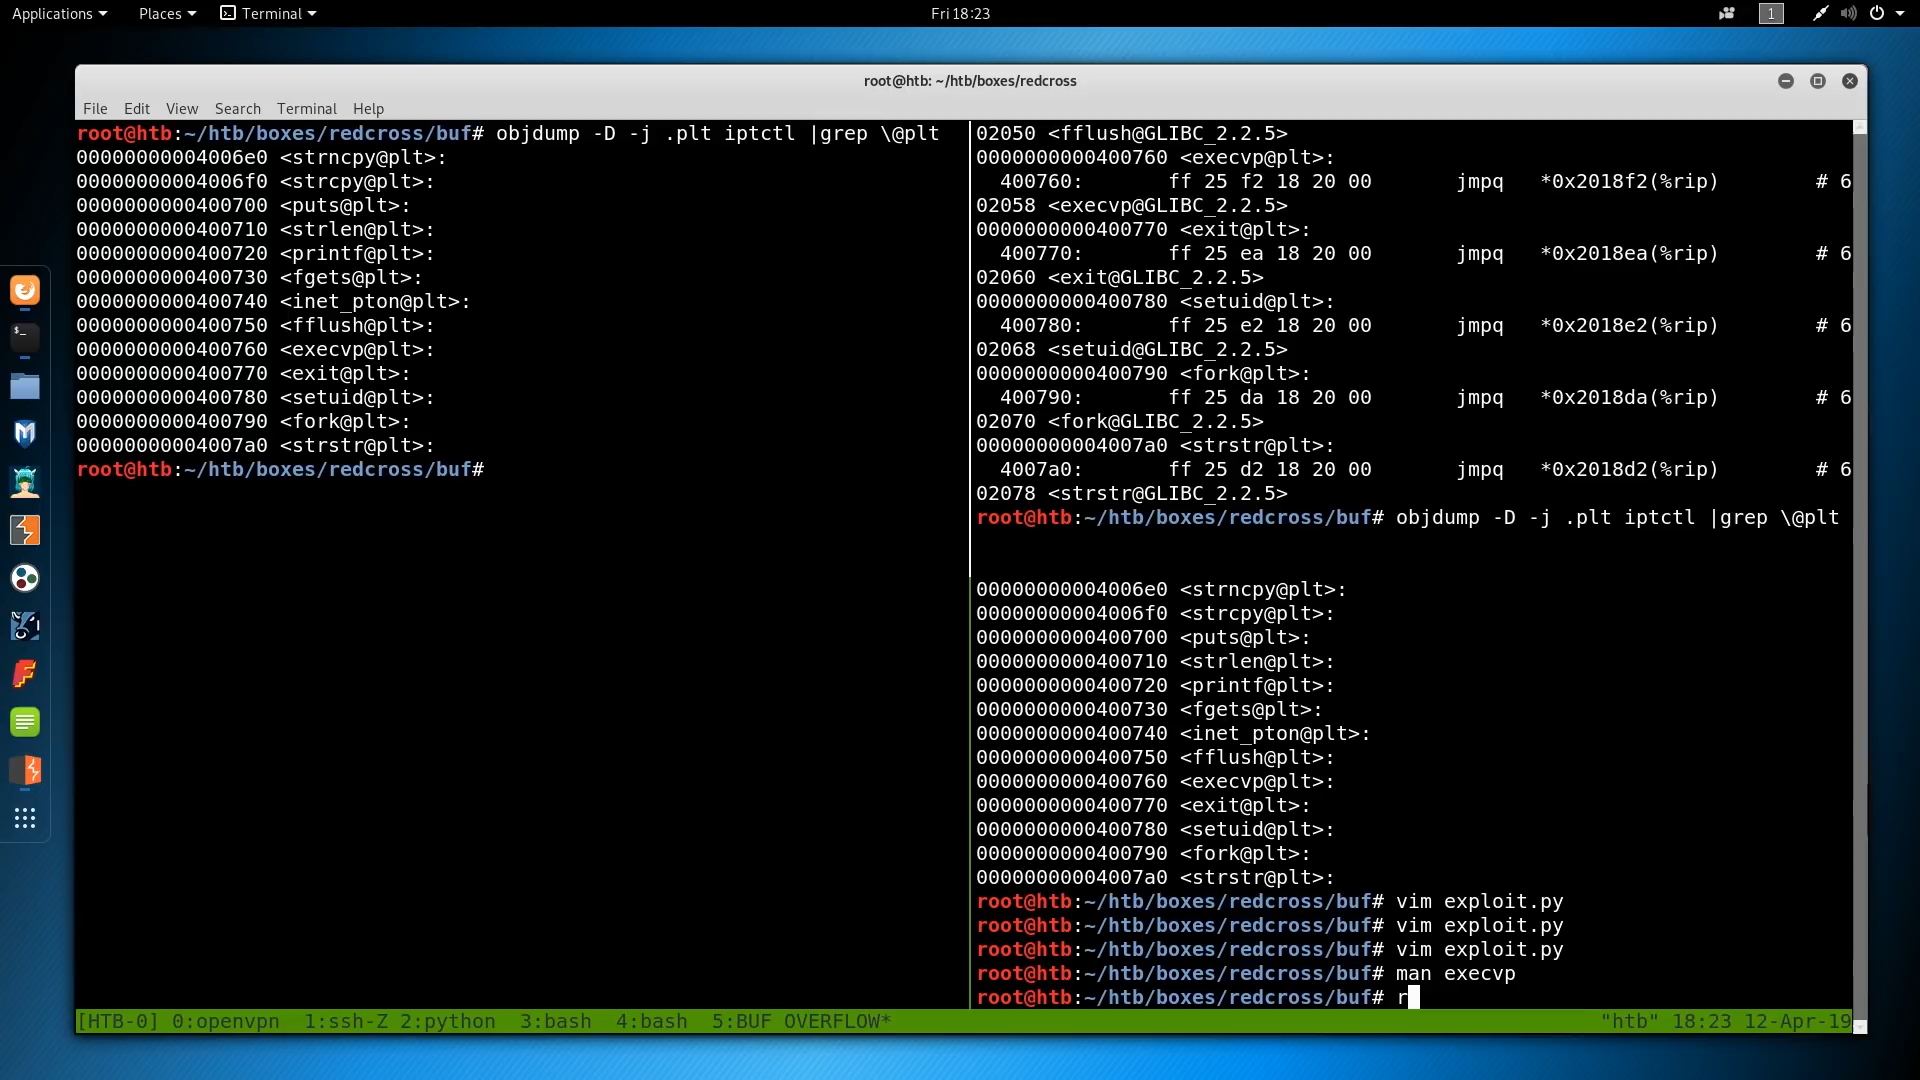 Applications Places Terminal Fri 18:23 1
root@htb: ~/htb/boxes/redcross
File Edit View Search Terminal Help
root@htb:~/htb/boxes/redcross/buf# objdump -D -j .plt iptctl |grep \@plt
00000000004006e0 <strncpy@plt>:
00000000004006f0 <strcpy@plt>:
0000000000400700 <puts@plt>:
0000000000400710 <strlen@plt>:
0000000000400720 <printf@plt>:
0000000000400730 <fgets@plt>:
0000000000400740 <inet_pton@plt>:
0000000000400750 <fflush@plt>:
0000000000400760 <execvp@plt>:
0000000000400770 <exit@plt>:
0000000000400780 <setuid@plt>:
0000000000400790 <fork@plt>:
00000000004007a0 <strstr@plt>:
root@htb:~/htb/boxes/redcross/buf#
02050 <fflush@GLIBC_2.2.5>
0000000000400760 <execvp@plt>:
400760: ff 25 f2 18 20 00 jmpq *0x2018f2(%rip) # 6
02058 <execvp@GLIBC_2.2.5>
0000000000400770 <exit@plt>:
400770: ff 25 ea 18 20 00 jmpq *0x2018ea(%rip) # 6
02060 <exit@GLIBC_2.2.5>
0000000000400780 <setuid@plt>:
400780: ff 25 e2 18 20 00 jmpq *0x2018e2(%rip) # 6
02068 <setuid@GLIBC_2.2.5>
0000000000400790 <fork@plt>:
400790: ff 25 da 18 20 00 jmpq *0x2018da(%rip) # 6
02070 <fork@GLIBC_2.2.5>
00000000004007a0 <strstr@plt>:
4007a0: ff 25 d2 18 20 00 jmpq *0x2018d2(%rip) # 6
02078 <strstr@GLIBC_2.2.5>
root@htb:~/htb/boxes/redcross/buf# objdump -D -j .plt iptctl |grep \@plt
00000000004006e0 <strncpy@plt>:
00000000004006f0 <strcpy@plt>:
0000000000400700 <puts@plt>:
0000000000400710 <strlen@plt>:
0000000000400720 <printf@plt>:
0000000000400730 <fgets@plt>:
0000000000400740 <inet_pton@plt>:
0000000000400750 <fflush@plt>:
0000000000400760 <execvp@plt>:
0000000000400770 <exit@plt>:
0000000000400780 <setuid@plt>:
0000000000400790 <fork@plt>:
00000000004007a0 <strstr@plt>:
root@htb:~/htb/boxes/redcross/buf# vim exploit.py
root@htb:~/htb/boxes/redcross/buf# vim exploit.py
root@htb:~/htb/boxes/redcross/buf# vim exploit.py
root@htb:~/htb/boxes/redcross/buf# man execvp
root@htb:~/htb/boxes/redcross/buf# r
[HTB-0] 0:openvpn 1:ssh-Z 2:python 3:bash 4:bash 5:BUF OVERFLOW* "htb" 18:23 12-Apr-19